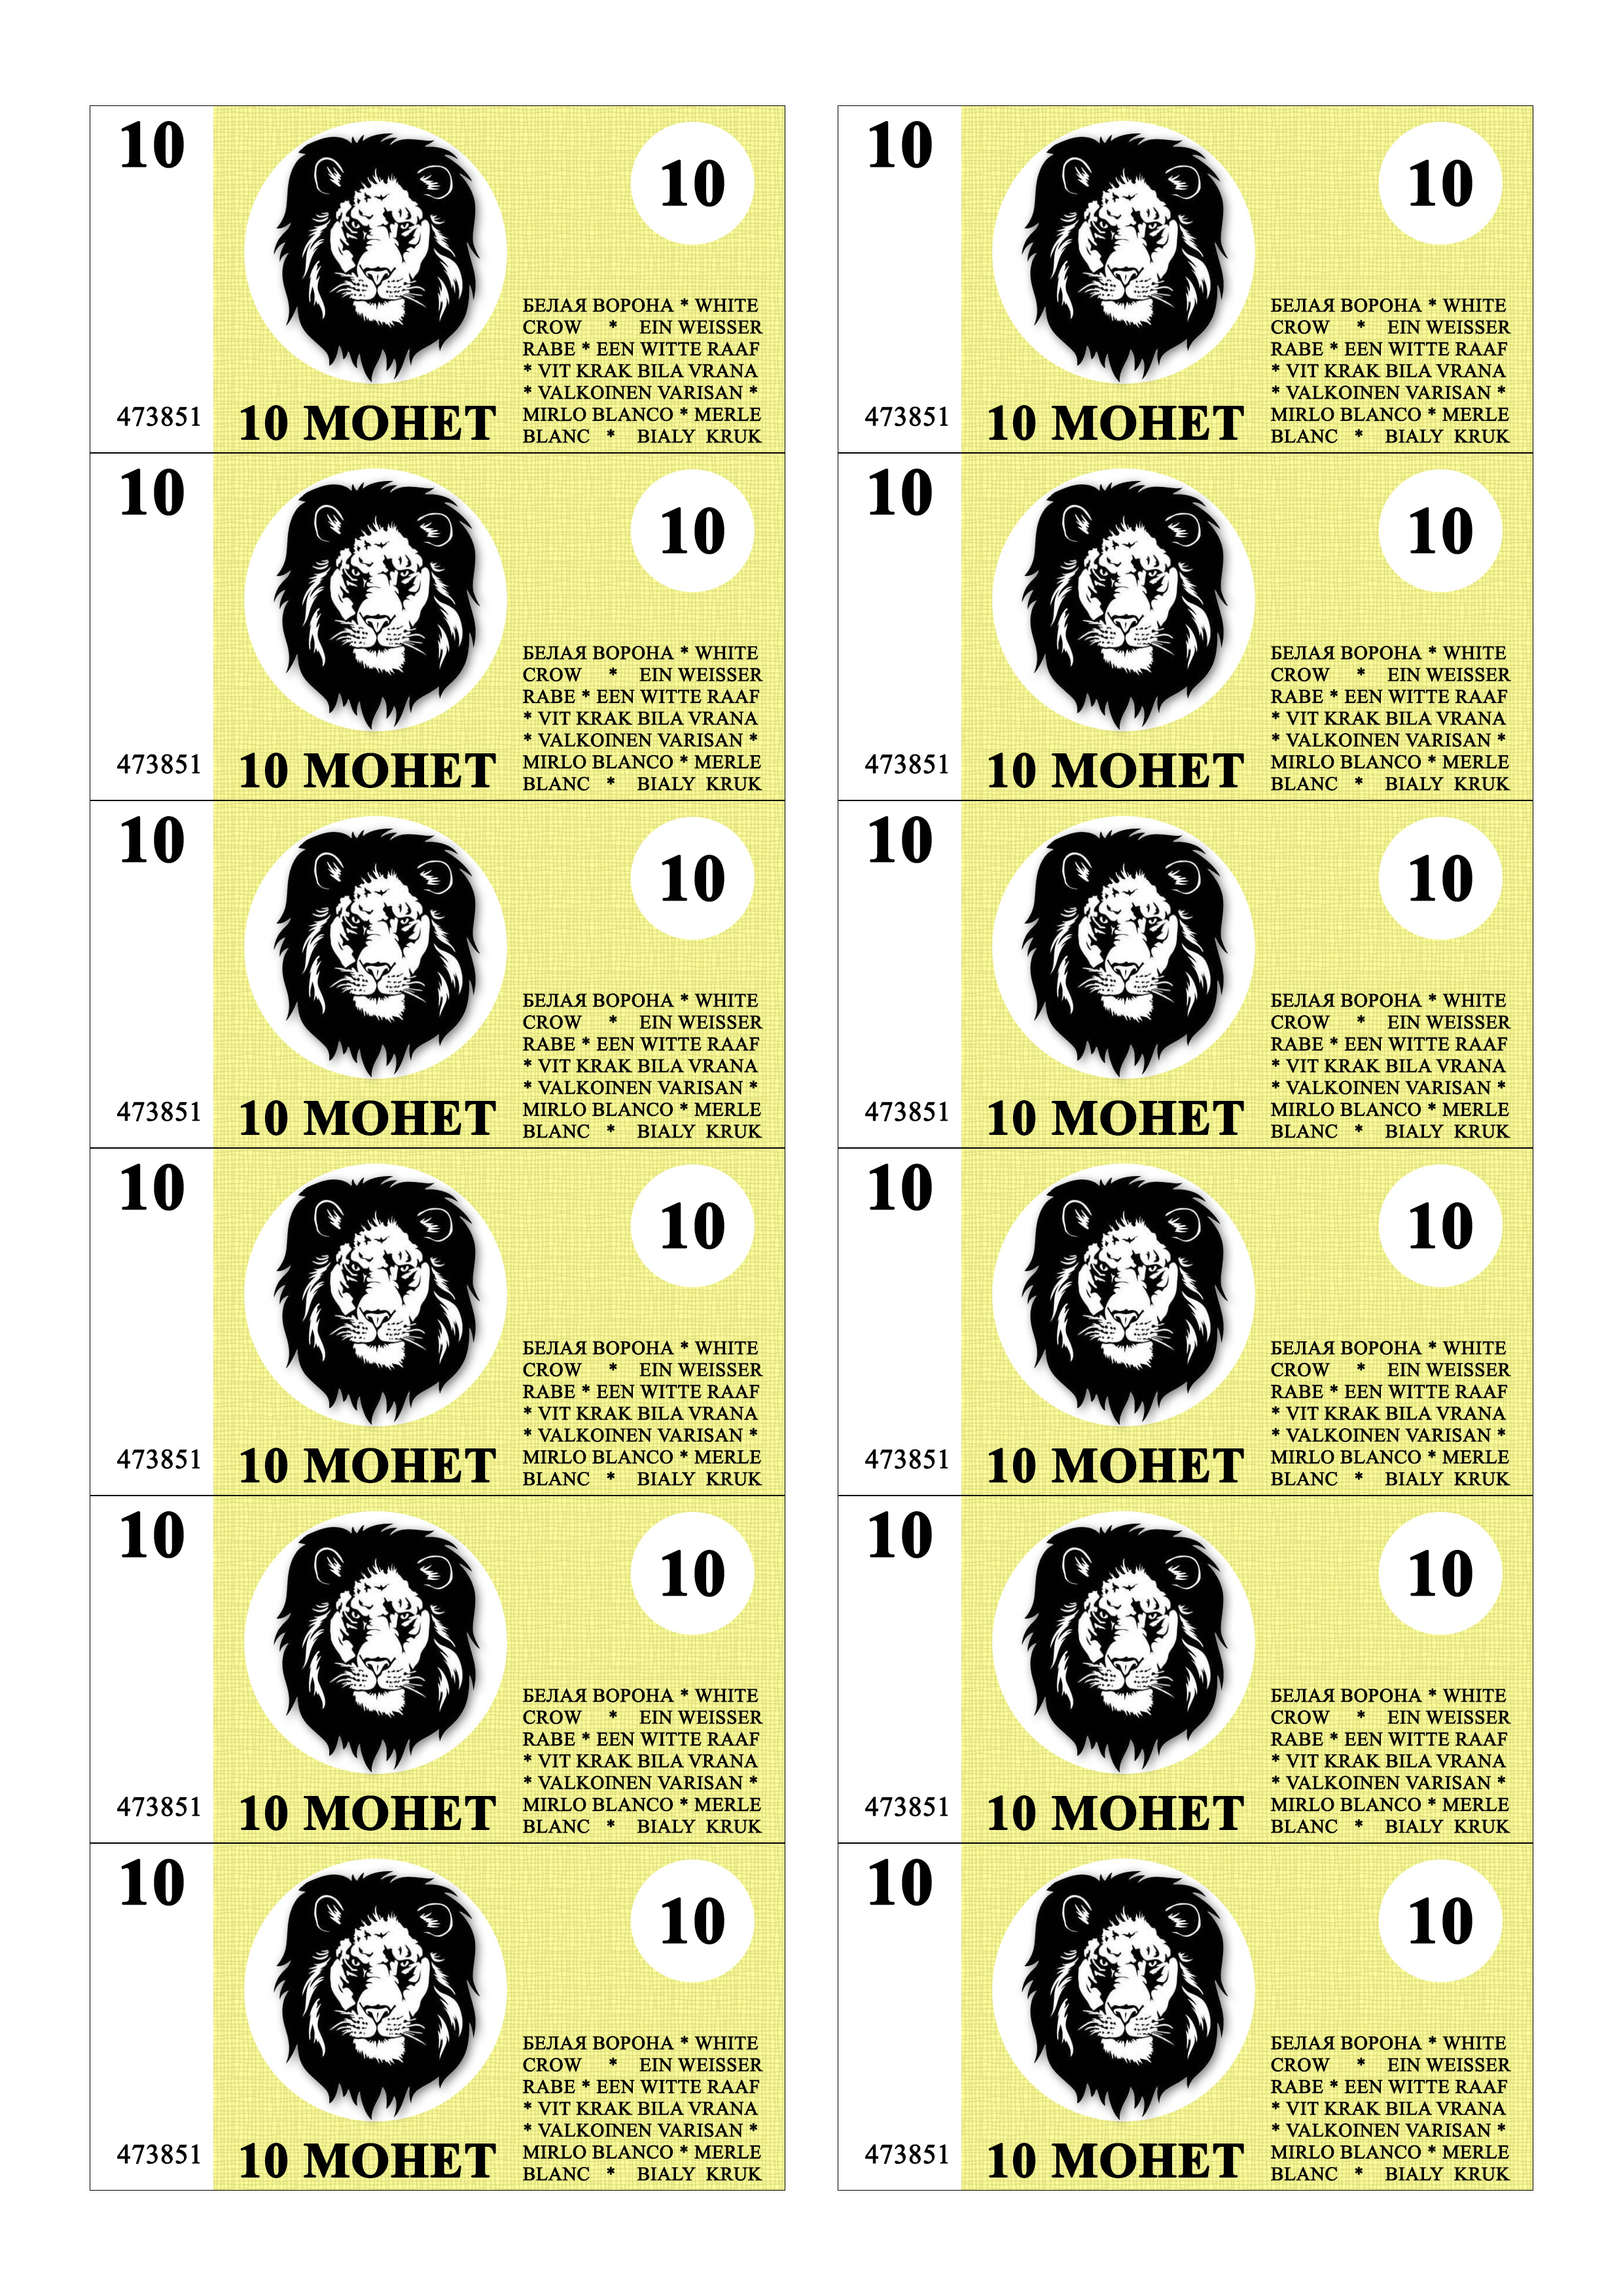 10
10
БЕЛАЯ ВОРОНА * WHITE
CROW * EIN WEISSER
RABE * EEN WITTE RAAF
* VIT KRAK BILA VRANA
* VALKOINEN VARISAN *
MIRLO BLANCO * MERLE
BLANC * BIALY KRUK
473851
10 МОНЕТ
10
10
БЕЛАЯ ВОРОНА * WHITE
CROW * EIN WEISSER
RABE * EEN WITTE RAAF
* VIT KRAK BILA VRANA
* VALKOINEN VARISAN *
MIRLO BLANCO * MERLE
BLANC * BIALY KRUK
473851
10 МОНЕТ
10
10
БЕЛАЯ ВОРОНА * WHITE
CROW * EIN WEISSER
RABE * EEN WITTE RAAF
* VIT KRAK BILA VRANA
* VALKOINEN VARISAN *
MIRLO BLANCO * MERLE
BLANC * BIALY KRUK
473851
10 МОНЕТ
10
10
БЕЛАЯ ВОРОНА * WHITE
CROW * EIN WEISSER
RABE * EEN WITTE RAAF
* VIT KRAK BILA VRANA
* VALKOINEN VARISAN *
MIRLO BLANCO * MERLE
BLANC * BIALY KRUK
473851
10 МОНЕТ
10
10
БЕЛАЯ ВОРОНА * WHITE
CROW * EIN WEISSER
RABE * EEN WITTE RAAF
* VIT KRAK BILA VRANA
* VALKOINEN VARISAN *
MIRLO BLANCO * MERLE
BLANC * BIALY KRUK
473851
10 МОНЕТ
10
10
БЕЛАЯ ВОРОНА * WHITE
CROW * EIN WEISSER
RABE * EEN WITTE RAAF
* VIT KRAK BILA VRANA
* VALKOINEN VARISAN *
MIRLO BLANCO * MERLE
BLANC * BIALY KRUK
473851
10 МОНЕТ
10
10
БЕЛАЯ ВОРОНА * WHITE
CROW * EIN WEISSER
RABE * EEN WITTE RAAF
* VIT KRAK BILA VRANA
* VALKOINEN VARISAN *
MIRLO BLANCO * MERLE
BLANC * BIALY KRUK
473851
10 МОНЕТ
10
10
БЕЛАЯ ВОРОНА * WHITE
CROW * EIN WEISSER
RABE * EEN WITTE RAAF
* VIT KRAK BILA VRANA
* VALKOINEN VARISAN *
MIRLO BLANCO * MERLE
BLANC * BIALY KRUK
473851
10 МОНЕТ
10
10
БЕЛАЯ ВОРОНА * WHITE
CROW * EIN WEISSER
RABE * EEN WITTE RAAF
* VIT KRAK BILA VRANA
* VALKOINEN VARISAN *
MIRLO BLANCO * MERLE
BLANC * BIALY KRUK
473851
10 МОНЕТ
10
10
БЕЛАЯ ВОРОНА * WHITE
CROW * EIN WEISSER
RABE * EEN WITTE RAAF
* VIT KRAK BILA VRANA
* VALKOINEN VARISAN *
MIRLO BLANCO * MERLE
BLANC * BIALY KRUK
473851
10 МОНЕТ
10
10
БЕЛАЯ ВОРОНА * WHITE
CROW * EIN WEISSER
RABE * EEN WITTE RAAF
* VIT KRAK BILA VRANA
* VALKOINEN VARISAN *
MIRLO BLANCO * MERLE
BLANC * BIALY KRUK
473851
10 МОНЕТ
10
10
БЕЛАЯ ВОРОНА * WHITE
CROW * EIN WEISSER
RABE * EEN WITTE RAAF
* VIT KRAK BILA VRANA
* VALKOINEN VARISAN *
MIRLO BLANCO * MERLE
BLANC * BIALY KRUK
473851
10 МОНЕТ